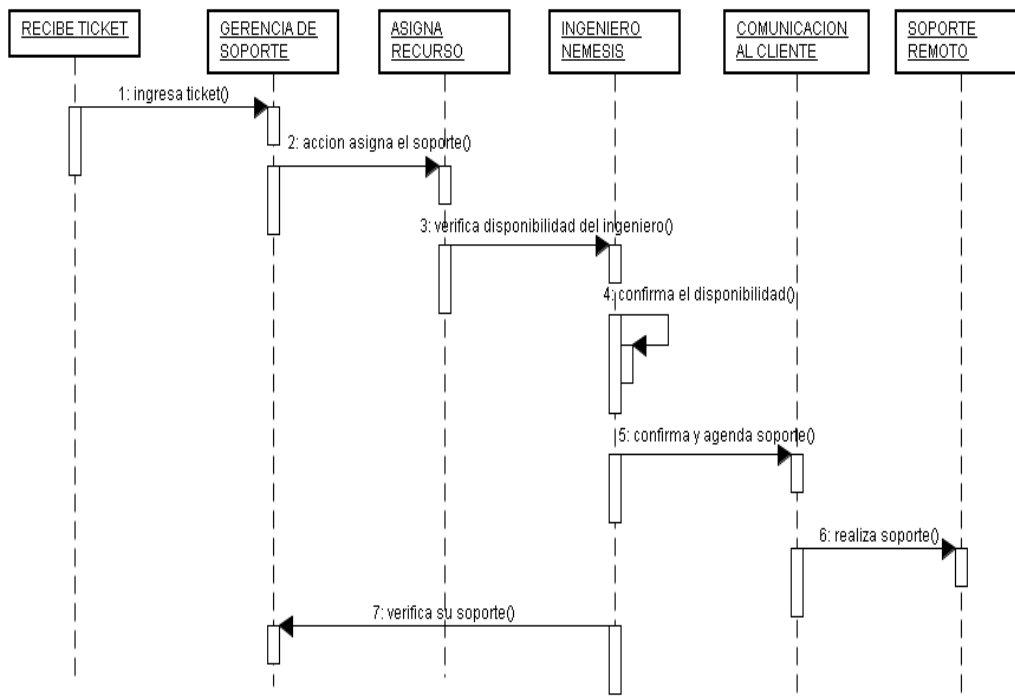 RECIBE TICKET
GERENCIA DE
SOPORTE
ASIGNA
RECURSO
INGENIERO
NEMESIS
COMUNICACION
AL CLIENTE
SOPORTE
REMOTO
1: ingresa ticket()
2: accion asigna el soporte()
3: verifica disponibilidad del ingeniero()
4: confirma el disponibilidad()
5: confirma y agenda soporte()
6: realiza soporte()
7: verifica su soporte()